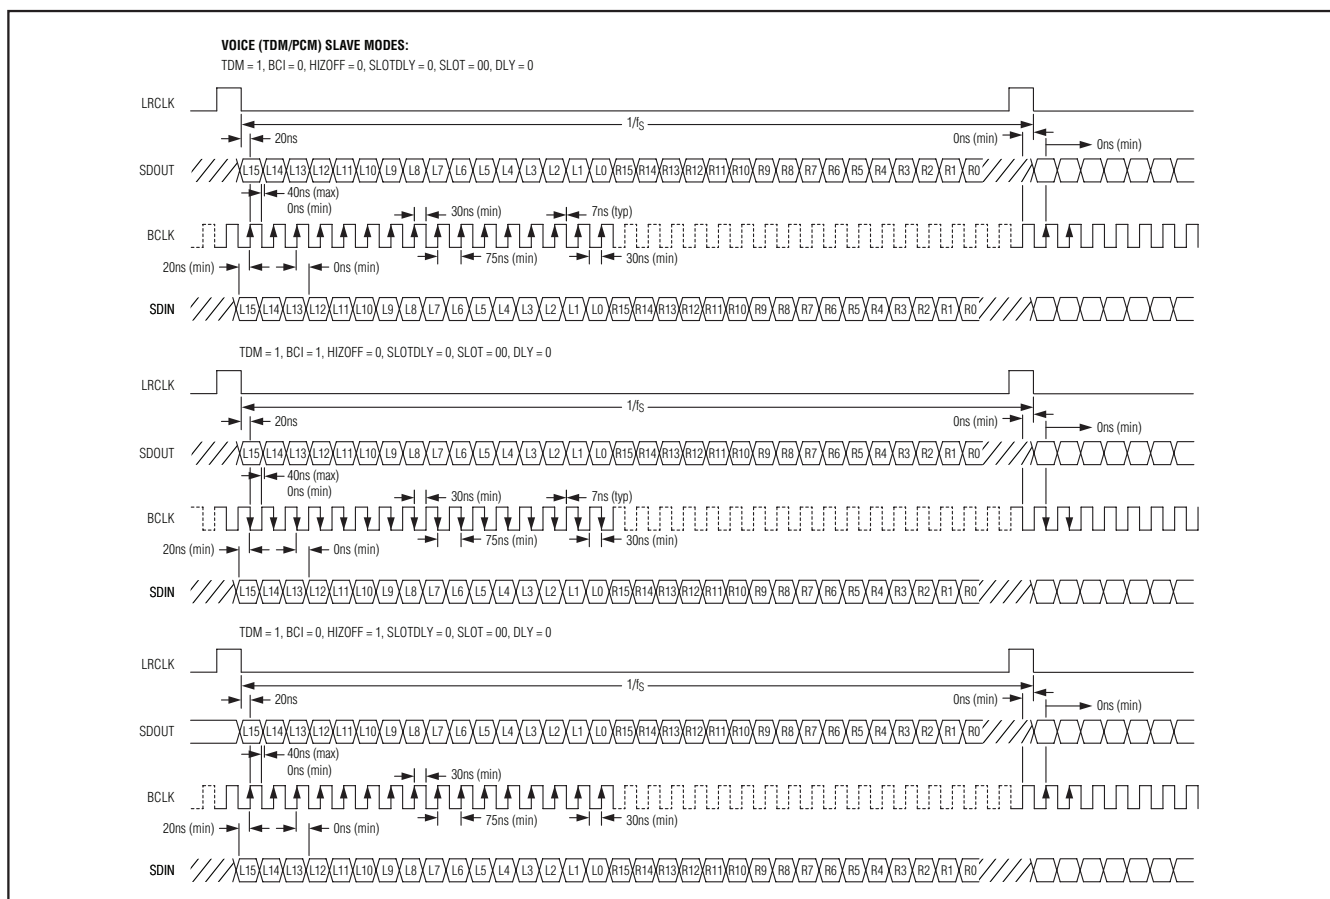 VOICE (TDM/PCM) SLAVE MODES:
TDM = 1, BCI = 0, HIZOFF = 0, SLOTDLY = 0, SLOT = 00, DLY = 0
LRCLK
1/fS
20ns 0ns (min) 0ns (min)
SDOUT L15 L14 L13 L12 L11 L10 L9 L8 L7 L6 L5 L4 L3 L2 L1 L0 R15 R14 R13 R12 R11 R10 R9 R8 R7 R6 R5 R4 R3 R2 R1 R0
40ns (max)
0ns (min) 30ns (min) 7ns (typ)
BCLK
75ns (min) 30ns (min)
20ns (min) 0ns (min)
SDIN L15 L14 L13 L12 L11 L10 L9 L8 L7 L6 L5 L4 L3 L2 L1 L0 R15 R14 R13 R12 R11 R10 R9 R8 R7 R6 R5 R4 R3 R2 R1 R0
TDM = 1, BCI = 1, HIZOFF = 0, SLOTDLY = 0, SLOT = 00, DLY = 0
LRCLK
1/fS
20ns 0ns (min) 0ns (min)
SDOUT L15 L14 L13 L12 L11 L10 L9 L8 L7 L6 L5 L4 L3 L2 L1 L0 R15 R14 R13 R12 R11 R10 R9 R8 R7 R6 R5 R4 R3 R2 R1 R0
40ns (max)
0ns (min) 30ns (min) 7ns (typ)
BCLK
75ns (min) 30ns (min)
20ns (min) 0ns (min)
SDIN L15 L14 L13 L12 L11 L10 L9 L8 L7 L6 L5 L4 L3 L2 L1 L0 R15 R14 R13 R12 R11 R10 R9 R8 R7 R6 R5 R4 R3 R2 R1 R0
TDM = 1, BCI = 0, HIZOFF = 1, SLOTDLY = 0, SLOT = 00, DLY = 0
LRCLK
1/fS
20ns 0ns (min) 0ns (min)
SDOUT L15 L14 L13 L12 L11 L10 L9 L8 L7 L6 L5 L4 L3 L2 L1 L0 R15 R14 R13 R12 R11 R10 R9 R8 R7 R6 R5 R4 R3 R2 R1 R0
40ns (max)
0ns (min) 30ns (min) 7ns (typ)
BCLK
75ns (min) 30ns (min)
20ns (min) 0ns (min)
SDIN L15 L14 L13 L12 L11 L10 L9 L8 L7 L6 L5 L4 L3 L2 L1 L0 R15 R14 R13 R12 R11 R10 R9 R8 R7 R6 R5 R4 R3 R2 R1 R0